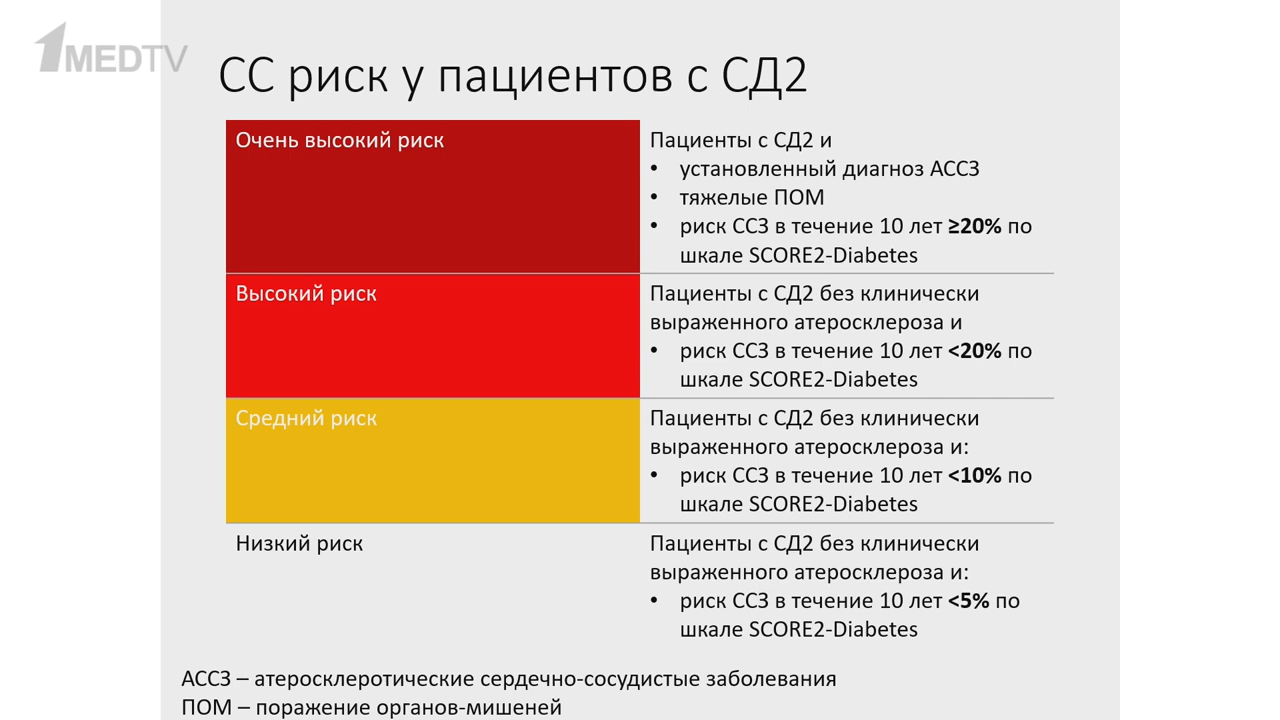 1MEDTV
СС риск у пациентов с СД2
Очень высокий риск
Пациенты с СД2 и
• установленный диагноз АССЗ
• тяжелые ПОМ
• риск ССЗ в течение 10 лет ≥20% по
шкале SCORE2-Diabetes
Высокий риск
Пациенты с СД2 без клинически
выраженного атеросклероза и
• риск ССЗ в течение 10 лет <20% по
шкале SCORE2-Diabetes
Средний риск
Пациенты с СД2 без клинически
выраженного атеросклероза и:
• риск ССЗ в течение 10 лет <10% по
шкале SCORE2-Diabetes
Низкий риск
Пациенты с СД2 без клинически
выраженного атеросклероза и:
• риск ССЗ в течение 10 лет <5% по
шкале SCORE2-Diabetes
АССЗ – атеросклеротические сердечно-сосудистые заболевания
ПОМ – поражение органов-мишеней